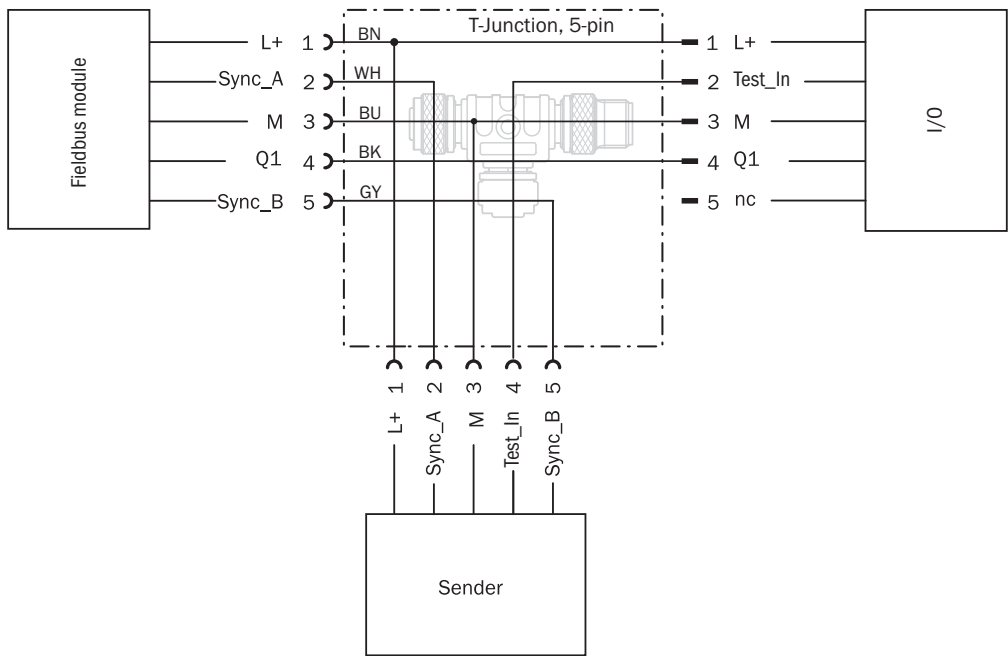 T-Junction, 5-pin
Fieldbus module
L+ 1 BN
1 L+
Sync_A 2 WH
2 Test_In
M 3 BU
3 M
Q1 4 BK
4 Q1
Sync_B 5 GY
5 nc
I/O
1 2 3 4 5
L+ Sync_A M Test_In Sync_B
Sender